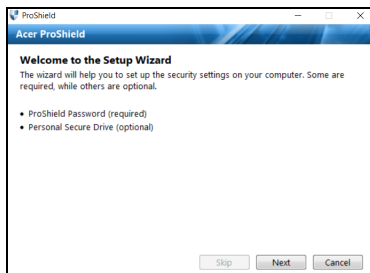 ProShield
Acer ProShield
Welcome to the Setup Wizard
The wizard will help you to set up the security settings on your computer. Some are
required, while others are optional.
• ProShield Password (required)
• Personal Secure Drive (optional)
Skip Next Cancel